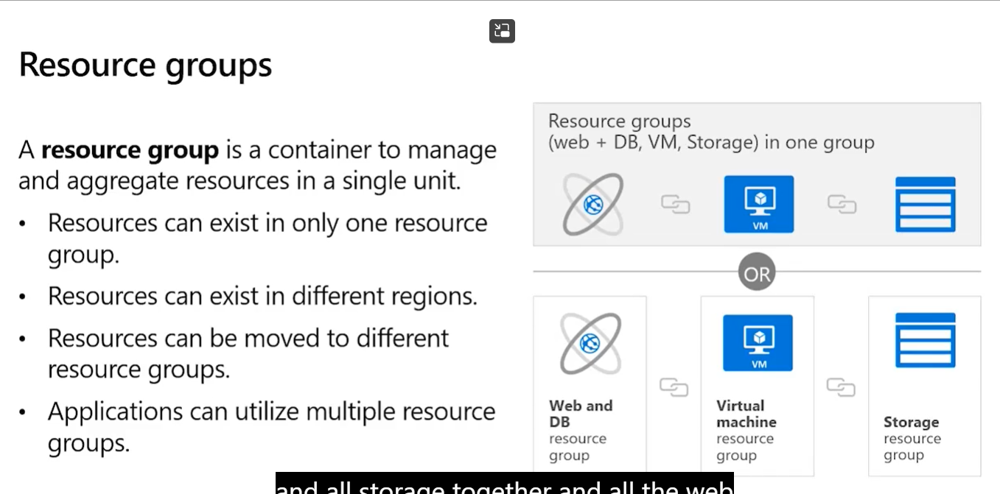 Resource groups
A resource group is a container to manage
and aggregate resources in a single unit.
• Resources can exist in only one resource
group.
• Resources can exist in different regions.
• Resources can be moved to different
resource groups.
• Applications can utilize multiple resource
groups.
Resource groups
(web + DB, VM, Storage) in one group
VM
OR
VM
Web and
DB
resource
group
Virtual
machine
resource
group
Storage
resource
group
and all storage together and all the web